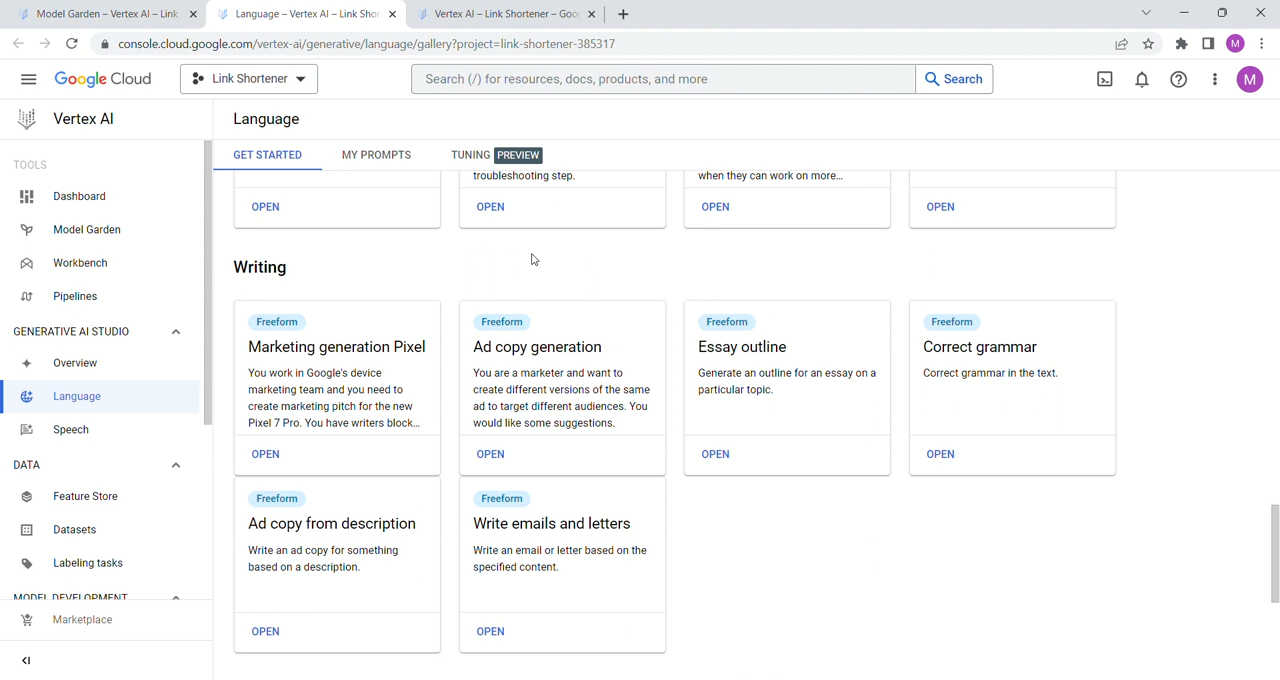 Model Garden – Vertex AI – Link
Language – Vertex AI – Link Shor
Vertex AI – Link Shortener – Goo
console.cloud.google.com/vertex-ai/generative/language/gallery?project=link-shortener-385317
M
Google Cloud
Link Shortener
Search (/) for resources, docs, products, and more
Search
M
Vertex AI
Language
TOOLS
Dashboard
Model Garden
Workbench
Pipelines
GENERATIVE AI STUDIO
Overview
Language
Speech
DATA
Feature Store
Datasets
Labeling tasks
MODEL DEVELOPMENT
Marketplace
GET STARTED
MY PROMPTS
TUNING PREVIEW
troubleshooting step.
when they can work on more...
OPEN
OPEN
OPEN
OPEN
Writing
Freeform
Marketing generation Pixel
You work in Google's device
marketing team and you need to
create marketing pitch for the new
Pixel 7 Pro. You have writers block...
OPEN
Freeform
Ad copy generation
You are a marketer and want to
create different versions of the same
ad to target different audiences. You
would like some suggestions.
OPEN
Freeform
Essay outline
Generate an outline for an essay on a
particular topic.
OPEN
Freeform
Correct grammar
Correct grammar in the text.
OPEN
Freeform
Ad copy from description
Write an ad copy for something
based on a description.
OPEN
Freeform
Write emails and letters
Write an email or letter based on the
specified content.
OPEN